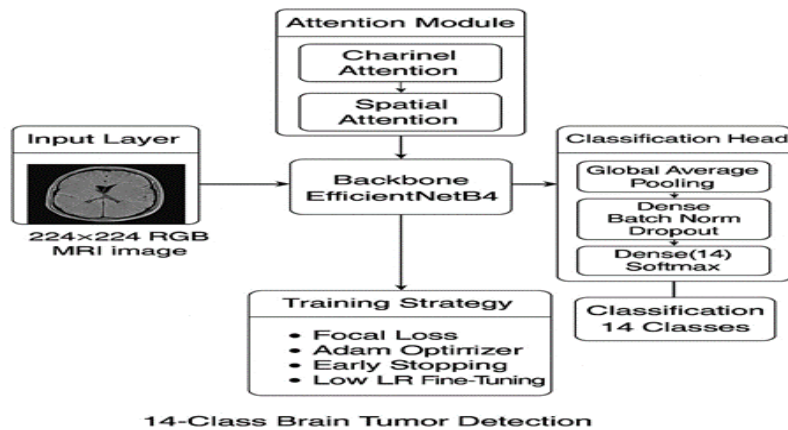 Attention Module
Charinel
Attention
Spatial
Attention
Input Layer
224×224 RGB
MRI image
Backbone
EfficientNetB4
Classification Head
Global Average
Pooling
Dense
Batch Norm
Dropout
Dense(14)
Softmax
Classification
14 Classes
Training Strategy
• Focal Loss
• Adam Optirrizer
• Early Stopping
• Low LR Fine-Tuning
14-Class Brain Tumor Detection